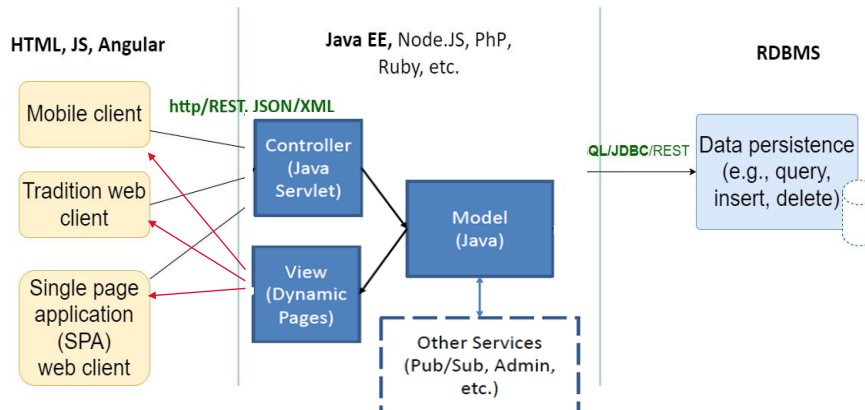 HTML, JS, Angular
Java EE, Node.JS, PhP,
Ruby, etc.
RDBMS
http/REST. JSON/XML
Mobile client
Tradition web
client
Single page
application
(SPA)
web client
Controller
(Java
Servlet)
View
(Dynamic
Pages)
Model
(Java)
Other Services
(Pub/Sub, Admin,
etc.)
QL/JDBC/REST
Data persistence
(e.g., query,
insert, delete)